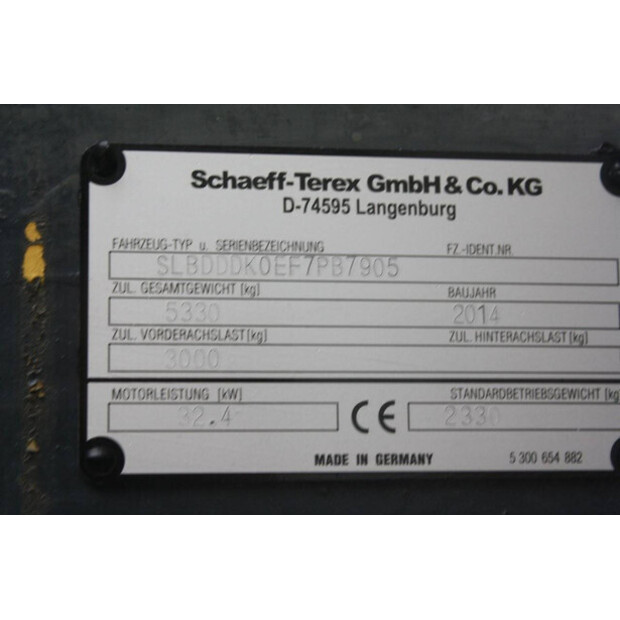 Schaeff-Terex GmbH & Co. KG
D-74595 Langenburg
FAHRZEUG-TYP u. SERIENBEZEICHNUNG FZ.-IDENT.NR.
SLBDDDK0EF7PB7905
ZUL. GESAMTGEWICHT [kg] BAUJAHR
5330 2014
ZUL. VORDERACHSLAST [kg] ZUL. HINTERACHSLAST [kg]
3000
MOTORLEISTUNG [kW] STANDARDBETRIEBSGEWICHT [kg
32.4 CE 2330
MADE IN GERMANY 5 300 654 882